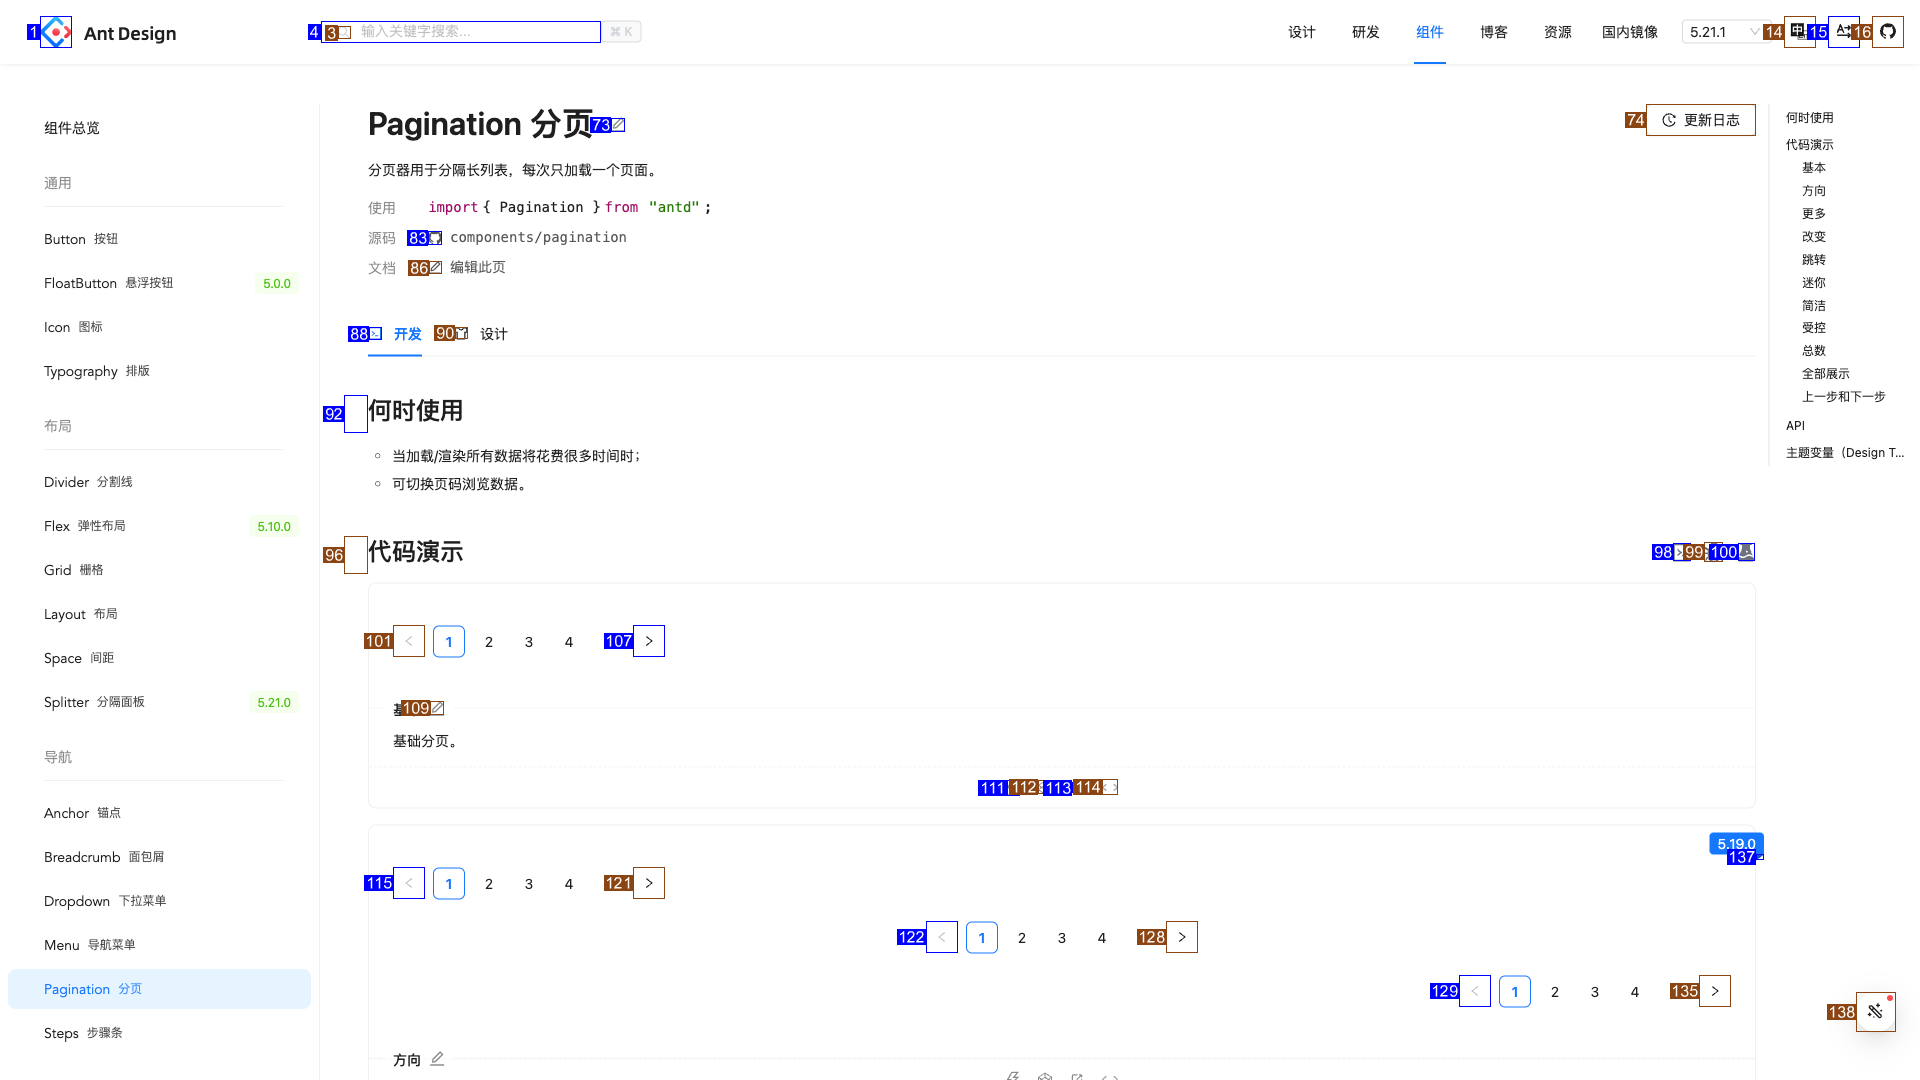 1 Ant Design
4 3 输入关键字搜索... ⌘ K
设计 研发 组件 博客 资源 国内镜像 5.21.1 14 中 15 16
组件总览
通用
Button 按钮
FloatButton 悬浮按钮 5.0.0
Icon 图标
Typography 排版
布局
Divider 分割线
Flex 弹性布局 5.10.0
Grid 栅格
Layout 布局
Space 间距
Splitter 分隔面板 5.21.0
导航
Anchor 锚点
Breadcrumb 面包屑
Dropdown 下拉菜单
Menu 导航菜单
Pagination 分页
Steps 步骤条
Pagination 分页 73
74 更新日志
分页器用于分隔长列表，每次只加载一个页面。
使用 import { Pagination } from "antd";
源码 83 components/pagination
文档 86 编辑此页
88 开发 90 设计
92 何时使用
当加载/渲染所有数据将花费很多时间时；
可切换页码浏览数据。
96 代码演示 98 99 100
101 < 1 2 3 4 107 >
基 109
基础分页。
111 112 113 114
5.19.0
137
115 < 1 2 3 4 121 >
122 < 1 2 3 4 128 >
129 < 1 2 3 4 135 >
方向
何时使用
代码演示
基本
方向
更多
改变
跳转
迷你
简洁
受控
总数
全部展示
上一步和下一步
API
主题变量（Design T...
138